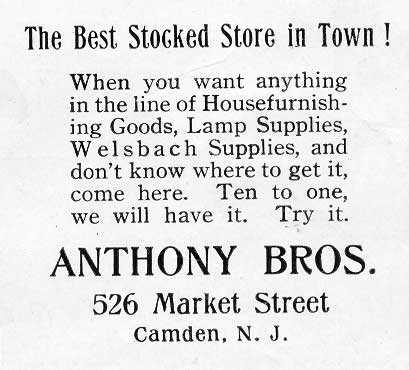 The Best Stocked Store in Town !
When you want anything
in the line of Housefurnish-
ing Goods, Lamp Supplies,
Welsbach Supplies, and
don't know where to get it,
come here. Ten to one,
we will have it. Try it.
ANTHONY BROS.
526 Market Street
Camden, N. J.